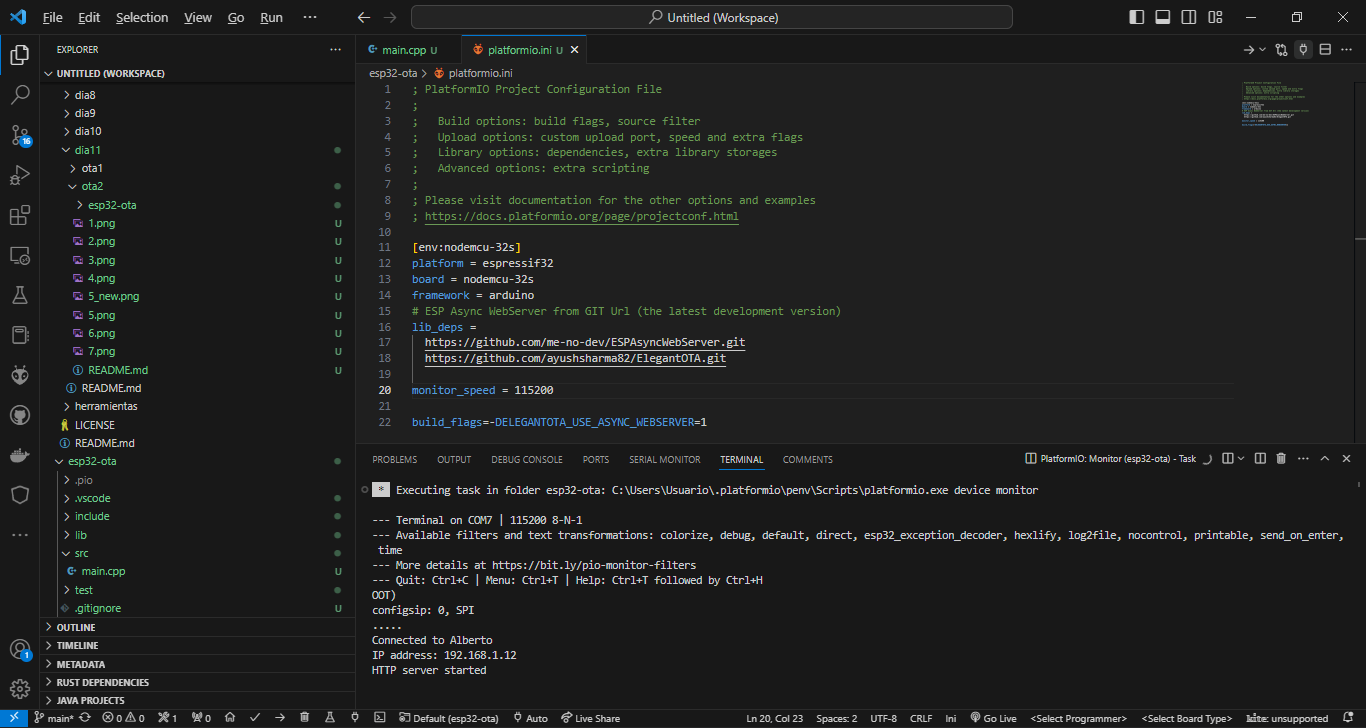 File Edit Selection View Go Run ··· Untitled (Workspace)
EXPLORER ···
UNTITLED (WORKSPACE)
dia8
dia9
dia10
dia11
ota1
ota2
esp32-ota
1.png U
2.png U
3.png U
4.png U
5_new.png U
5.png U
6.png U
7.png U
README.md U
README.md
herramientas
LICENSE
README.md
esp32-ota
.pio
.vscode
include
lib
src
main.cpp U
test
.gitignore U
OUTLINE
TIMELINE
METADATA
RUST DEPENDENCIES
JAVA PROJECTS
16
1
main.cpp U platformio.ini U
esp32-ota > platformio.ini
1 ; PlatformIO Project Configuration File
2 ;
3 ;   Build options: build flags, source filter
4 ;   Upload options: custom upload port, speed and extra flags
5 ;   Library options: dependencies, extra library storages
6 ;   Advanced options: extra scripting
7 ;
8 ; Please visit documentation for the other options and examples
9 ; https://docs.platformio.org/page/projectconf.html
10
11 [env:nodemcu-32s]
12 platform = espressif32
13 board = nodemcu-32s
14 framework = arduino
15 # ESP Async WebServer from GIT Url (the latest development version)
16 lib_deps =
17   https://github.com/me-no-dev/ESPAsyncWebServer.git
18   https://github.com/ayushsharma82/ElegantOTA.git
19
20 monitor_speed = 115200
21
22 build_flags=-DELEGANTOTA_USE_ASYNC_WEBSERVER=1
PROBLEMS OUTPUT DEBUG CONSOLE PORTS SERIAL MONITOR TERMINAL COMMENTS PlatformIO: Monitor (esp32-ota) - Task
* Executing task in folder esp32-ota: C:\Users\Usuario\.platformio\penv\Scripts\platformio.exe device monitor
--- Terminal on COM7 | 115200 8-N-1
--- Available filters and text transformations: colorize, debug, default, direct, esp32_exception_decoder, hexlify, log2file, nocontrol, printable, send_on_enter,
time
--- More details at https://bit.ly/pio-monitor-filters
--- Quit: Ctrl+C | Menu: Ctrl+T | Help: Ctrl+T followed by Ctrl+H
OOT)
configsip: 0, SPI
.....
Connected to Alberto
IP address: 192.168.1.12
HTTP server started
main* 0 0 1 0 Default (esp32-ota) Auto Live Share Ln 20, Col 23 Spaces: 2 UTF-8 CRLF Ini Go Live <Select Programmer> <Select Board Type> kite: unsupported